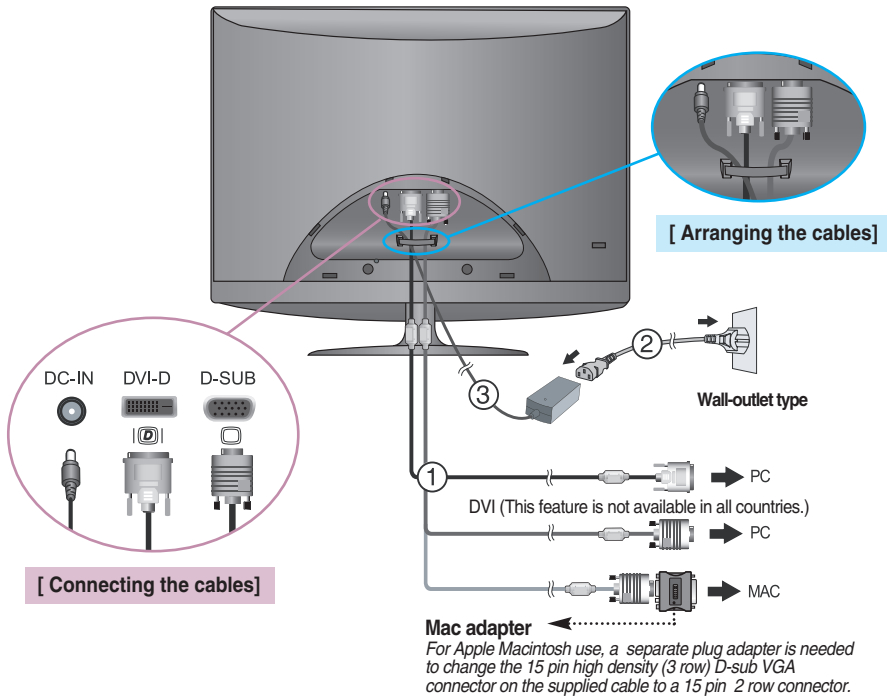 [ Arranging the cables]
DC-IN
DVI-D
D-SUB
D
[ Connecting the cables]
1
2
3
Wall-outlet type
PC
DVI (This feature is not available in all countries.)
PC
MAC
Mac adapter
For Apple Macintosh use, a separate plug adapter is needed
to change the 15 pin high density (3 row) D-sub VGA
connector on the supplied cable to a 15 pin 2 row connector.